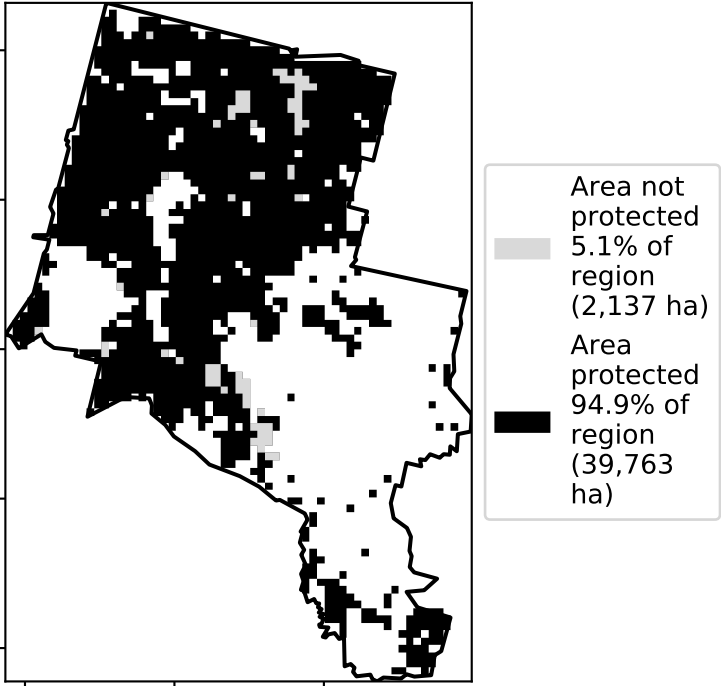 Area not
protected
5.1% of
region
(2,137 ha)
Area
protected
94.9% of
region
(39,763
ha)